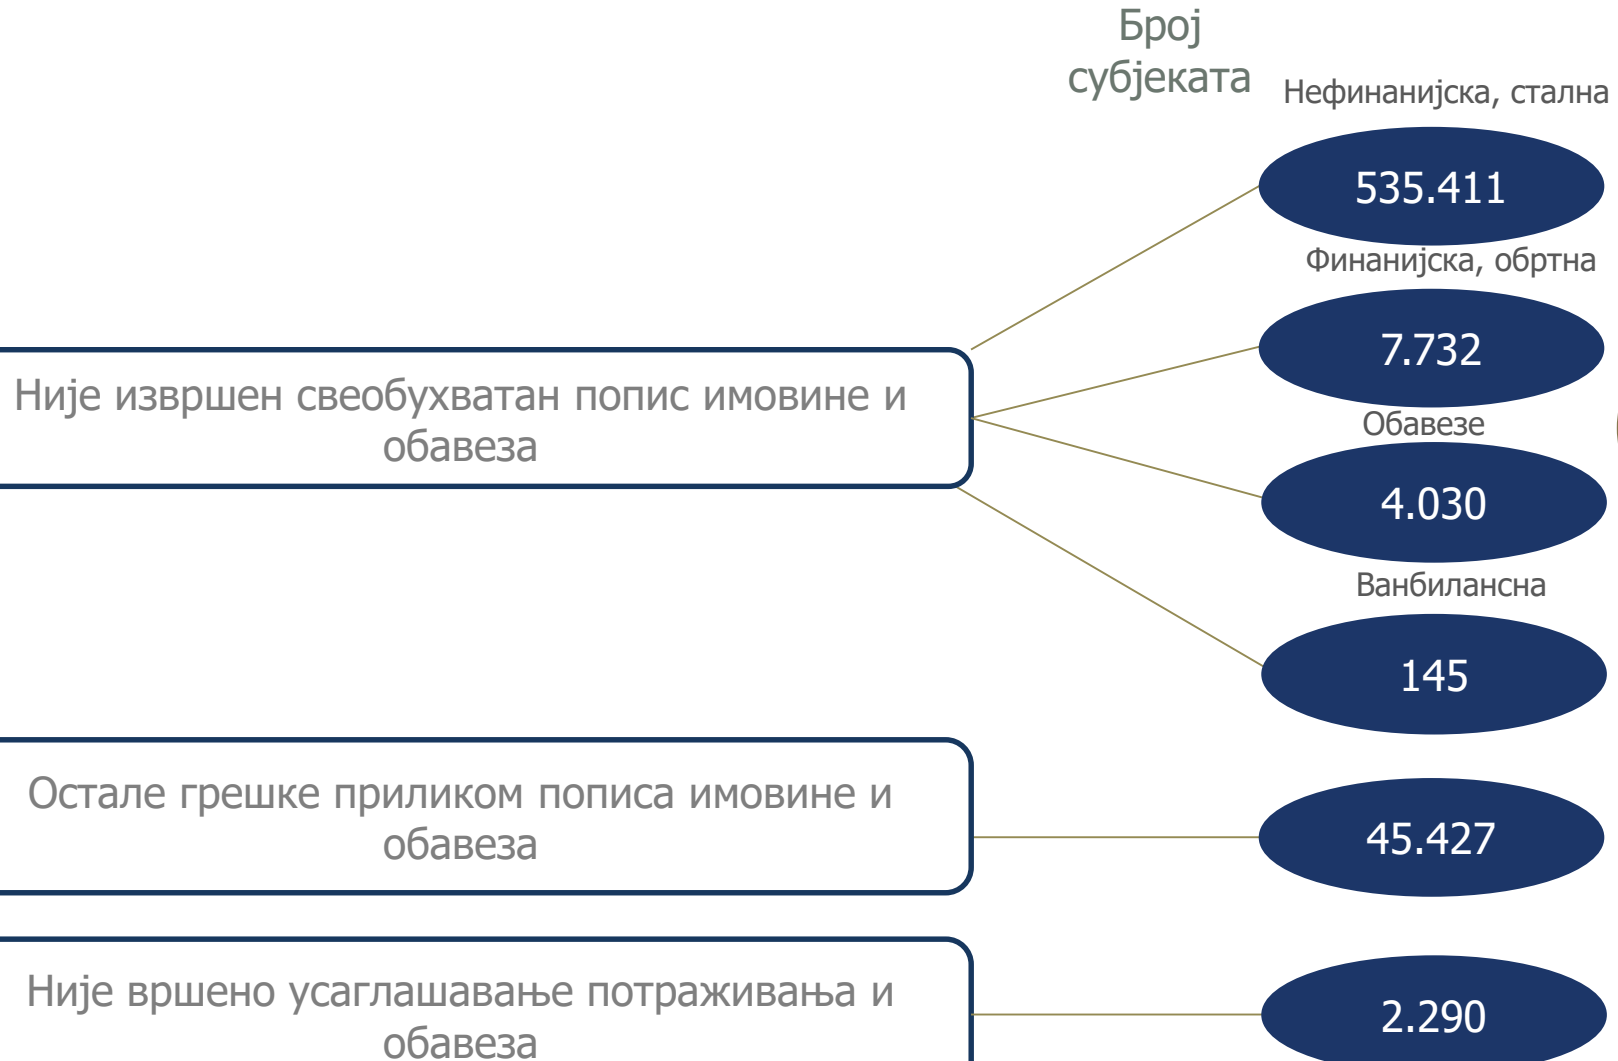 Број
субјеката
Нефинанијска, стална
535.411
Финанијска, обртна
7.732
Није извршен свеобухватан попис имовине и
обавеза
Обавезе
4.030
Ванбилансна
145
Остале грешке приликом пописа имовине и
обавеза
45.427
Није вршено усаглашавање потраживања и
обавеза
2.290